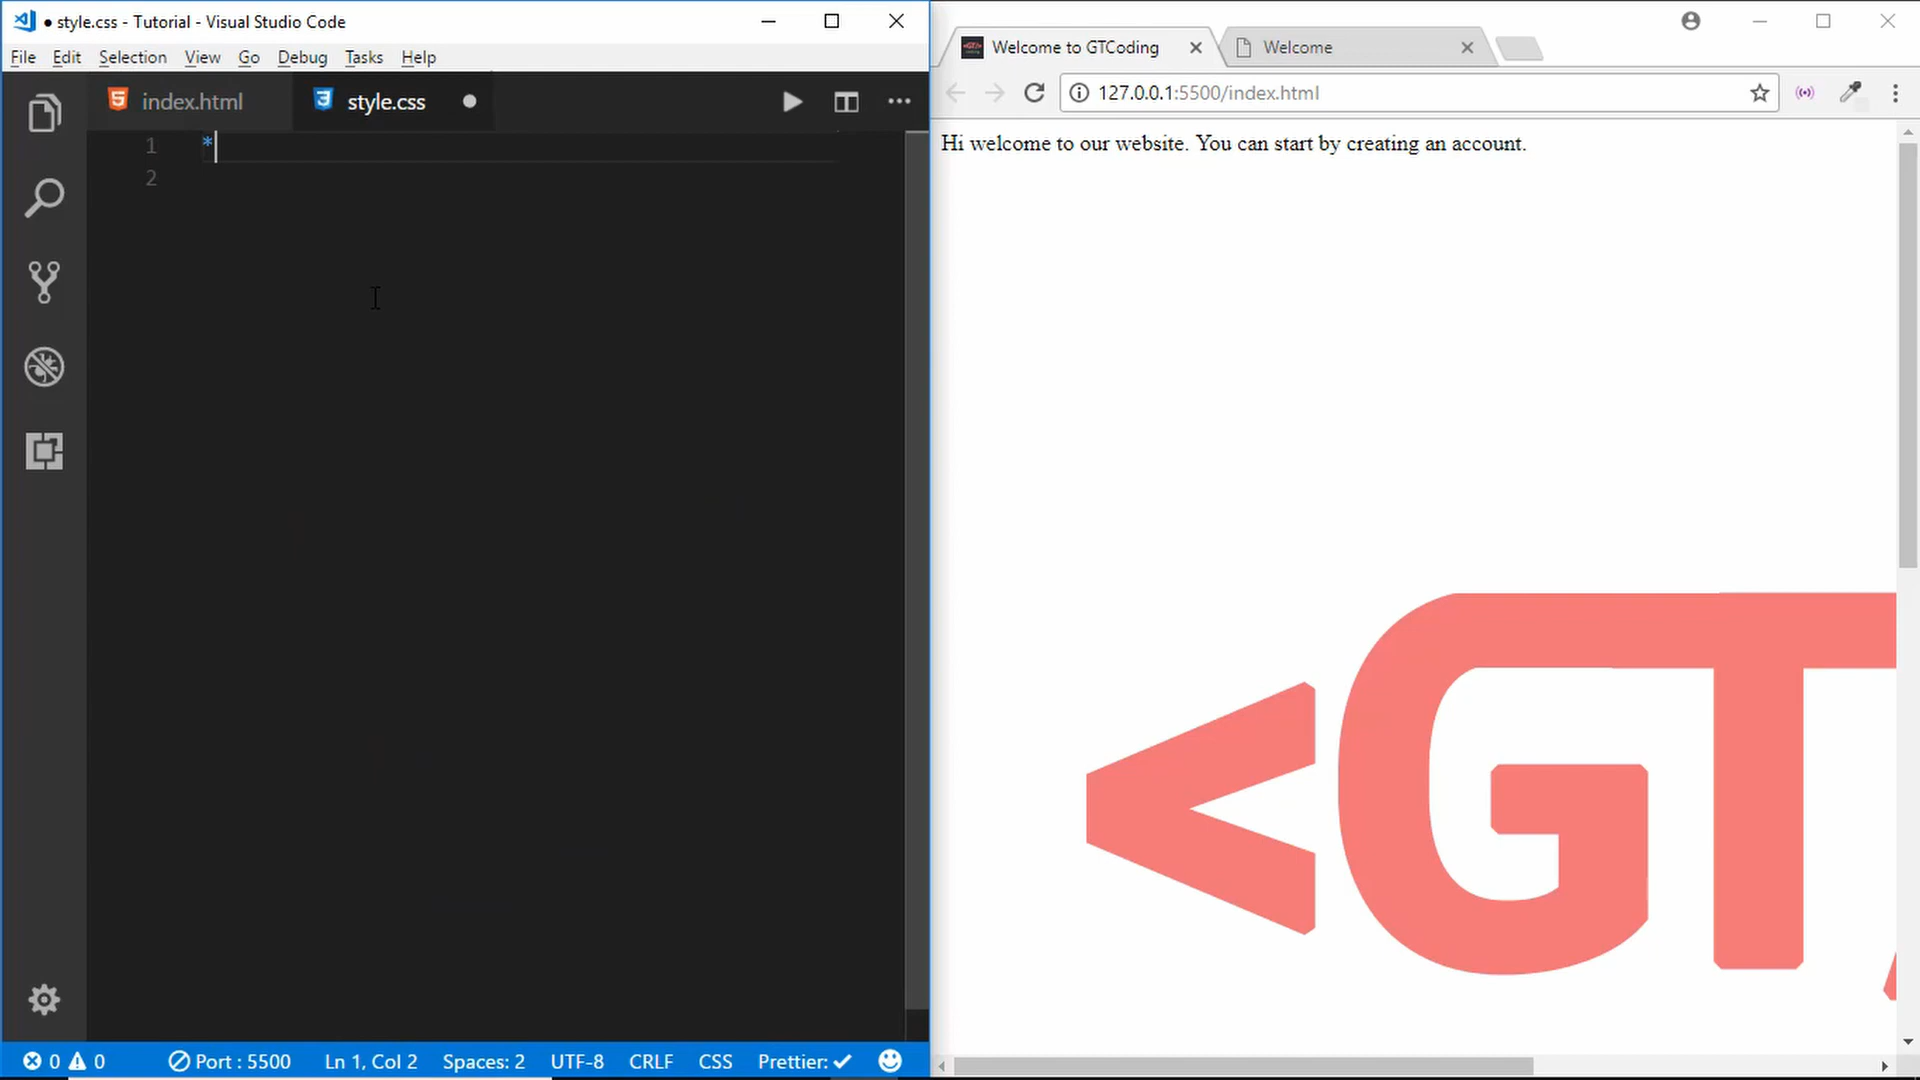 ● style.css - Tutorial - Visual Studio Code
File Edit Selection View Go Debug Tasks Help
index.html style.css
1 *
2
0 0 Port : 5500 Ln 1, Col 2 Spaces: 2 UTF-8 CRLF CSS Prettier: ✓
Welcome to GTCoding Welcome
127.0.0.1:5500/index.html
Hi welcome to our website. You can start by creating an account.
<GT